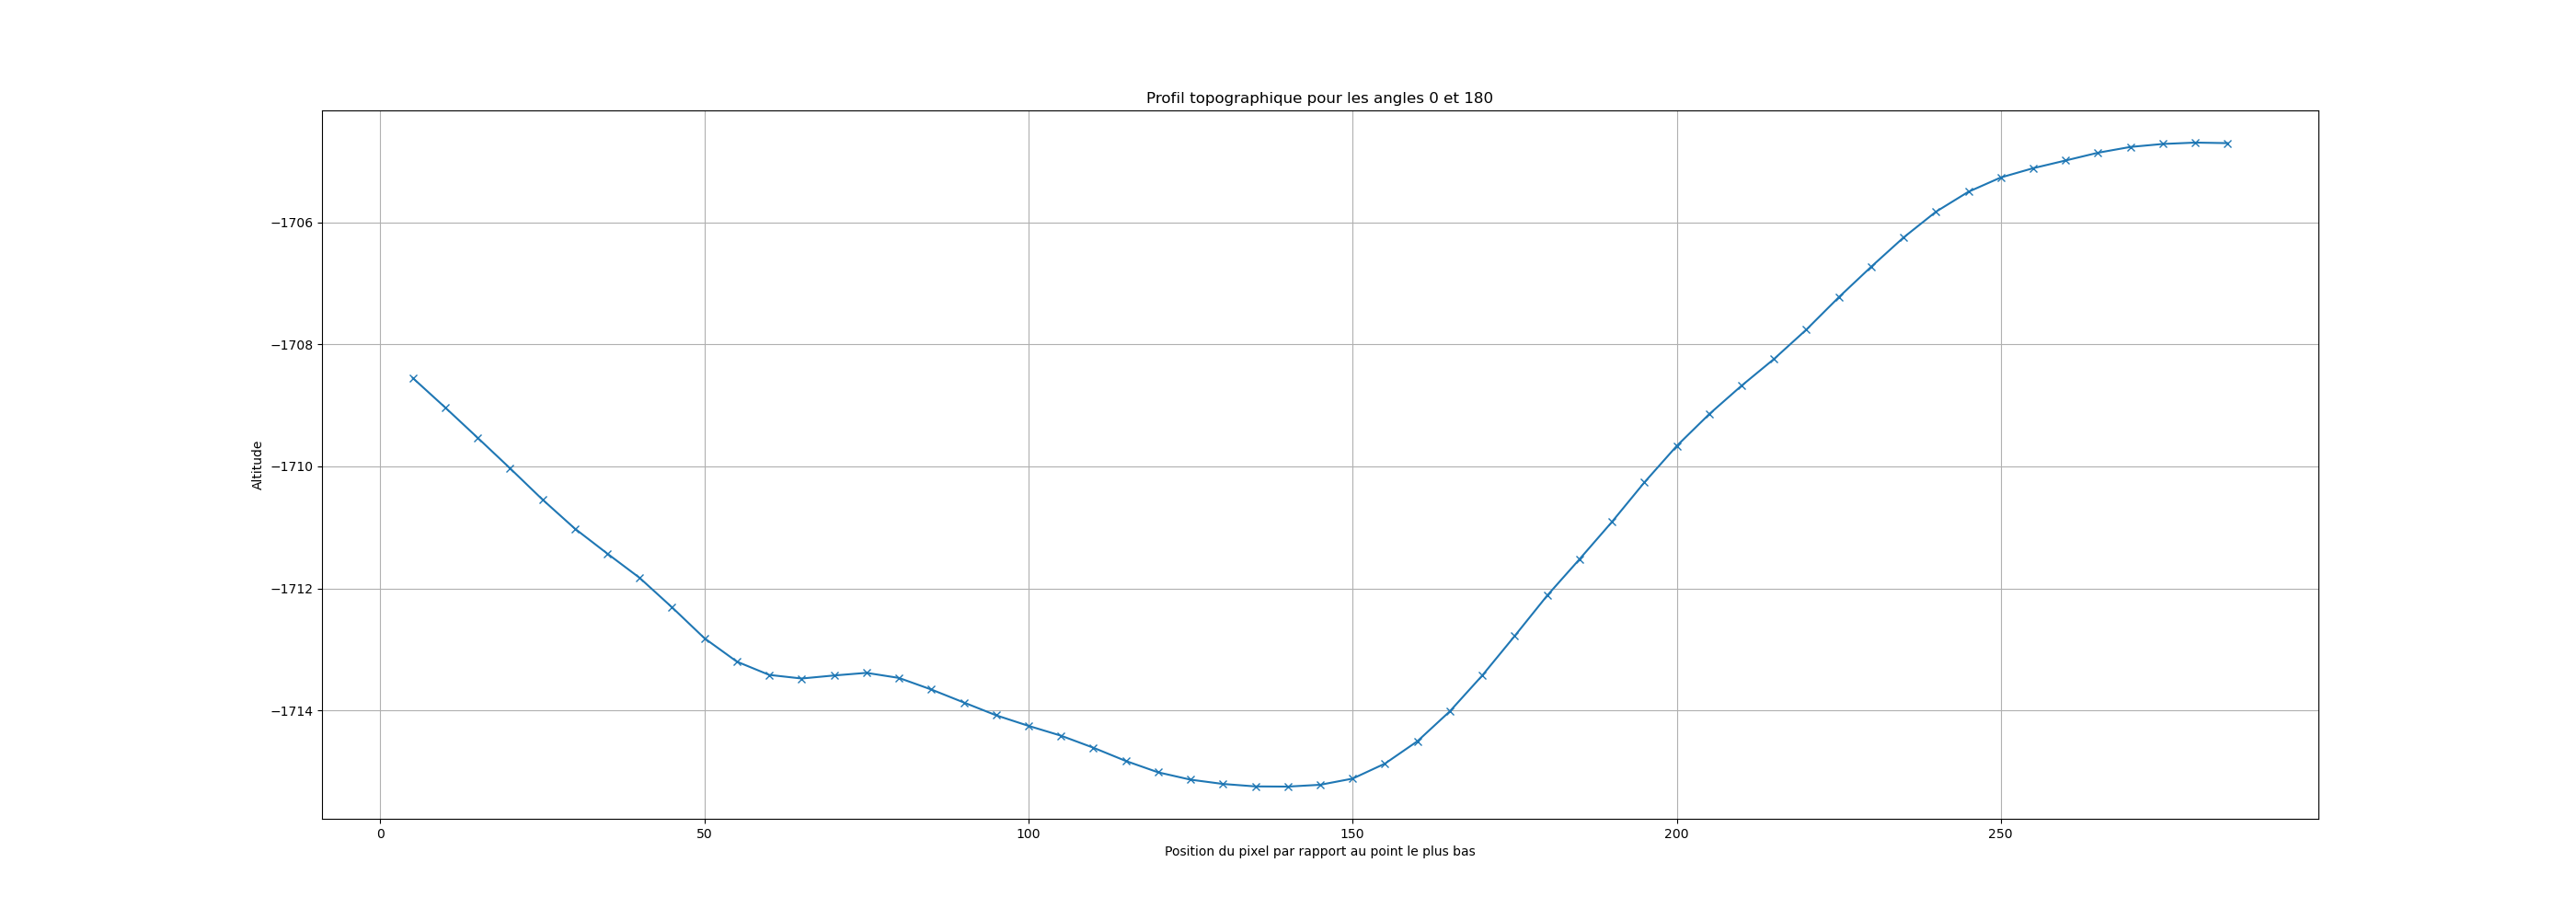 Profil topographique pour les angles 0 et 180
−1706
−1708
−1710
−1712
−1714
Altitude
0 50 100 150 200 250
Position du pixel par rapport au point le plus bas